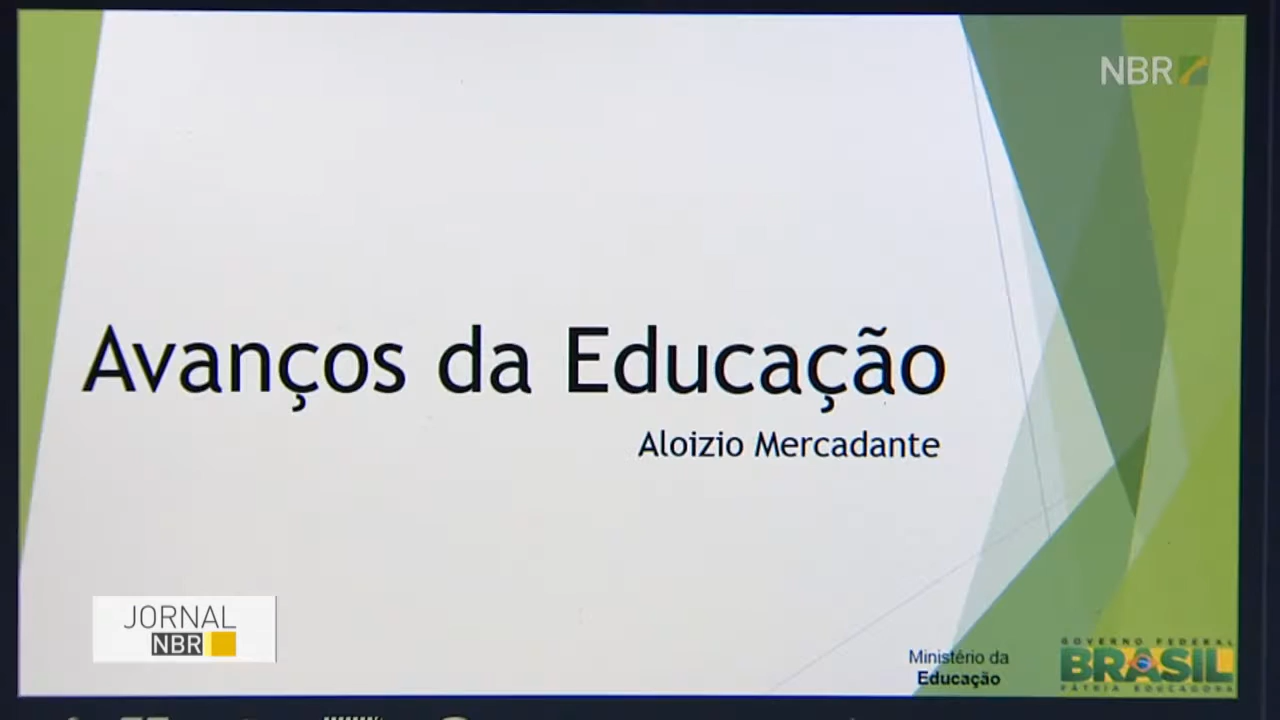 NBR
Avanços da Educação
Aloizio Mercadante
JORNAL
NBR
Ministério da
Educação
GOVERNO FEDERAL
BRASIL
PÁTRIA EDUCADORA